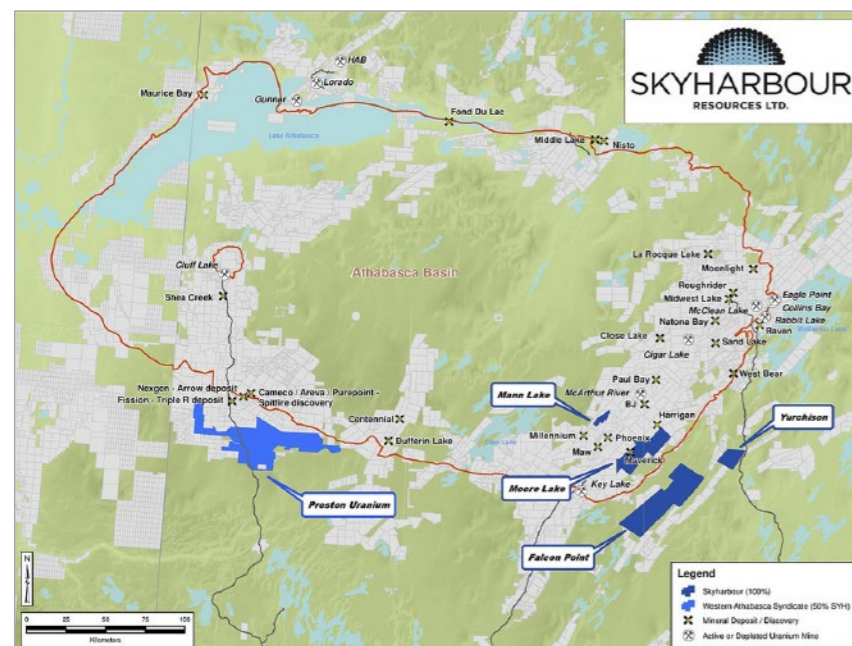 SKYHARBOUR
RESOURCES LTD.
HAB
Lorado
Gunnar
Maurice Bay
Lake Athabasca
Fond Du Lac
Middle Lake
Nisto
Cluff Lake
Shea Creek
Athabasca Basin
La Rocque Lake
Moonlight
Roughrider
Midwest Lake
McClean Lake
Eagle Point
Collins Bay
Rabbit Lake
Raven
Natona Bay
Close Lake
Sand Lake
Cigar Lake
West Bear
Nexgen - Arrow deposit
Fission - Triple R deposit
Cameco / Areva / Purepoint -
Spitfire discovery
Paul Bay
Mann Lake
McArthur River
BJ
Harrigan
Centennial
Dufferin Lake
Millennium
Phoenix
Maw
Maverick
Yurchison
Moore Lake
Key Lake
Preston Uranium
Falcon Point
N
0 20 40 60 80 100
Kilometers
Legend
Skyharbour (100%)
Western Athabasca Syndicate (50% SYH)
Mineral Deposit / Discovery
Active or Depleted Uranium Mine